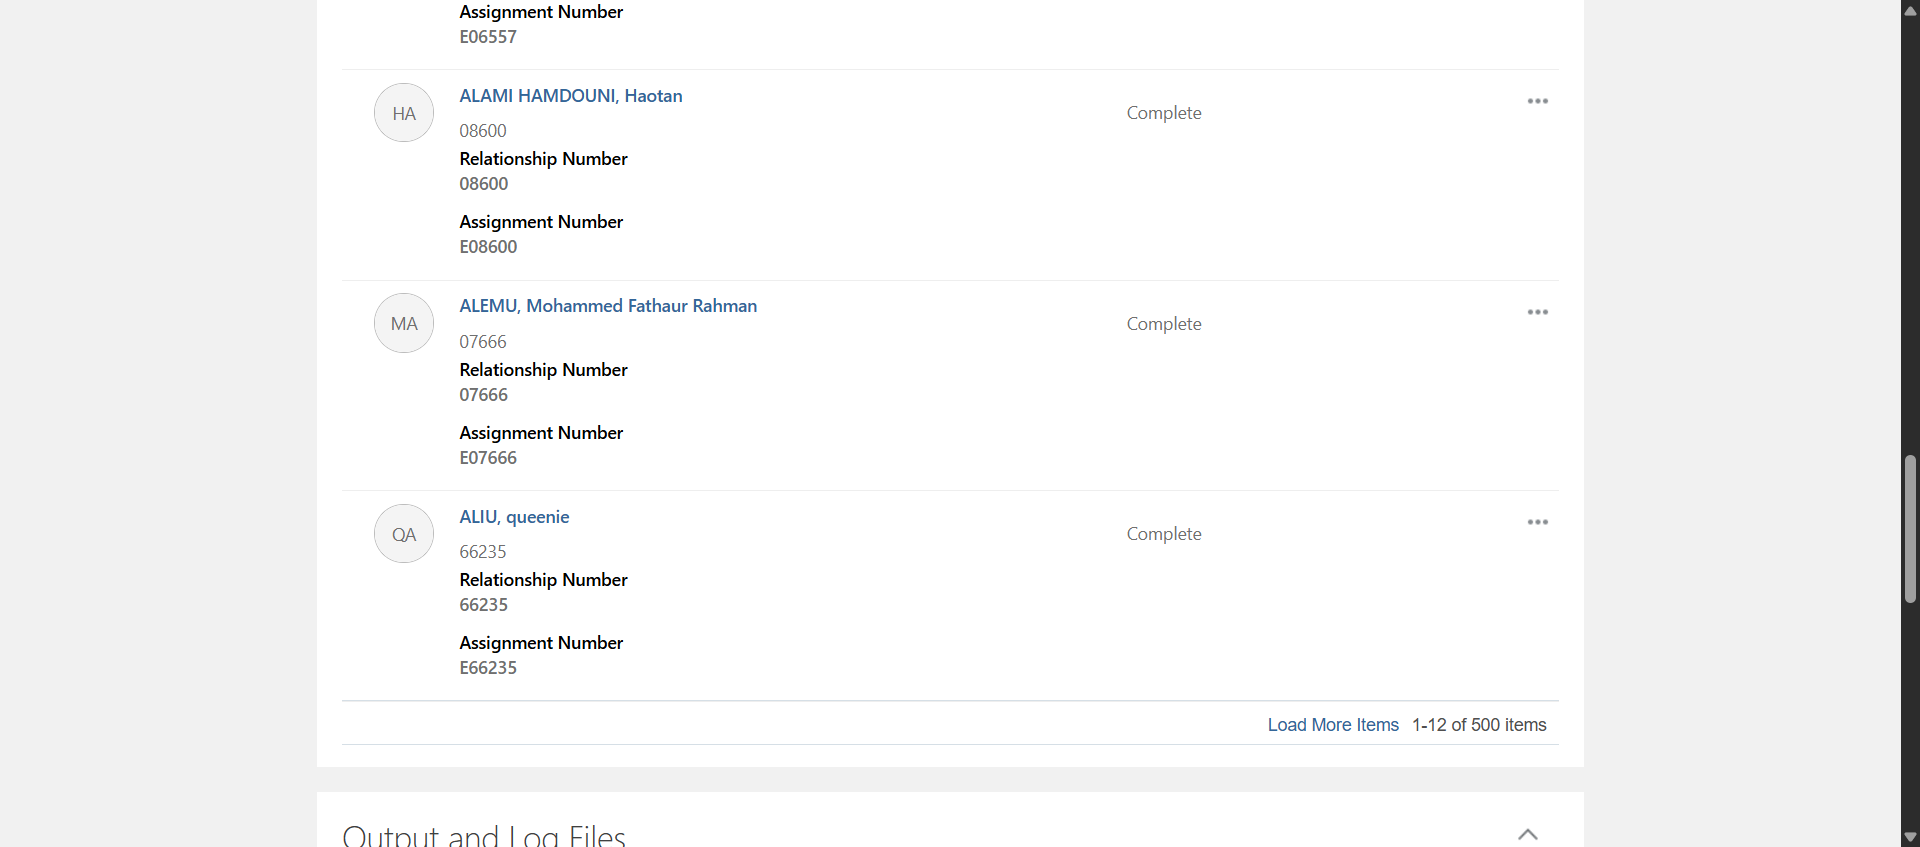 Assignment Number
E06557
HA
ALAMI HAMDOUNI, Haotan
Complete
08600
Relationship Number
08600
Assignment Number
E08600
MA
ALEMU, Mohammed Fathaur Rahman
Complete
07666
Relationship Number
07666
Assignment Number
E07666
QA
ALIU, queenie
Complete
66235
Relationship Number
66235
Assignment Number
E66235
Load More Items 1-12 of 500 items
Output and Log Files